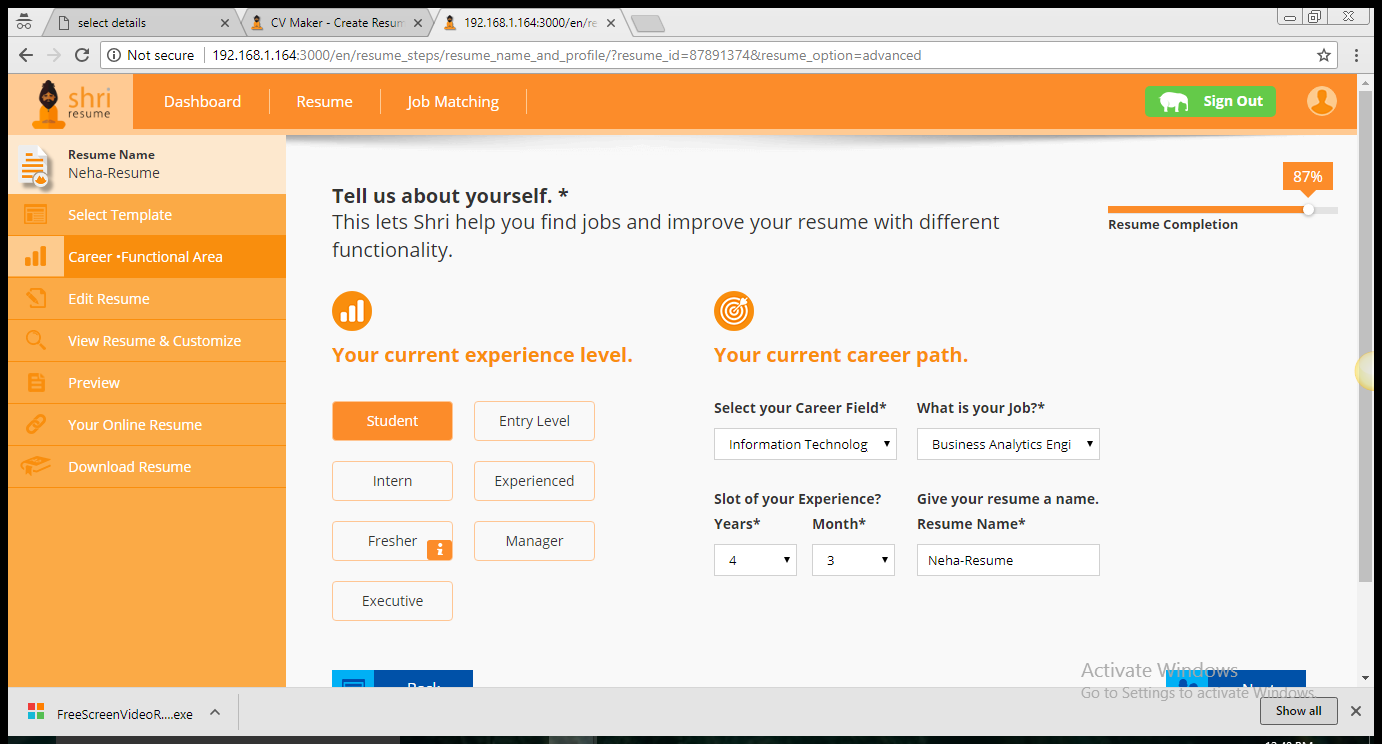 select details
CV Maker - Create Resum
192.168.1.164:3000/en/re
Not secure
192.168.1.164:3000/en/resume_steps/resume_name_and_profile/?resume_id=87891374&resume_option=advanced
shri
resume
Dashboard
Resume
Job Matching
Sign Out
Resume Name
Neha-Resume
Select Template
Career •Functional Area
Edit Resume
View Resume & Customize
Preview
Your Online Resume
Download Resume
Tell us about yourself. *
This lets Shri help you find jobs and improve your resume with different
functionality.
87%
Resume Completion
Your current experience level.
Student
Entry Level
Intern
Experienced
Fresher
Manager
Executive
Your current career path.
Select your Career Field*
What is your Job?*
Information Technolog
Business Analytics Engi
Slot of your Experience?
Give your resume a name.
Years*
Month*
Resume Name*
4
3
Neha-Resume
Back
Next
Activate Windows
Go to Settings to activate Windows.
FreeScreenVideoR....exe
Show all